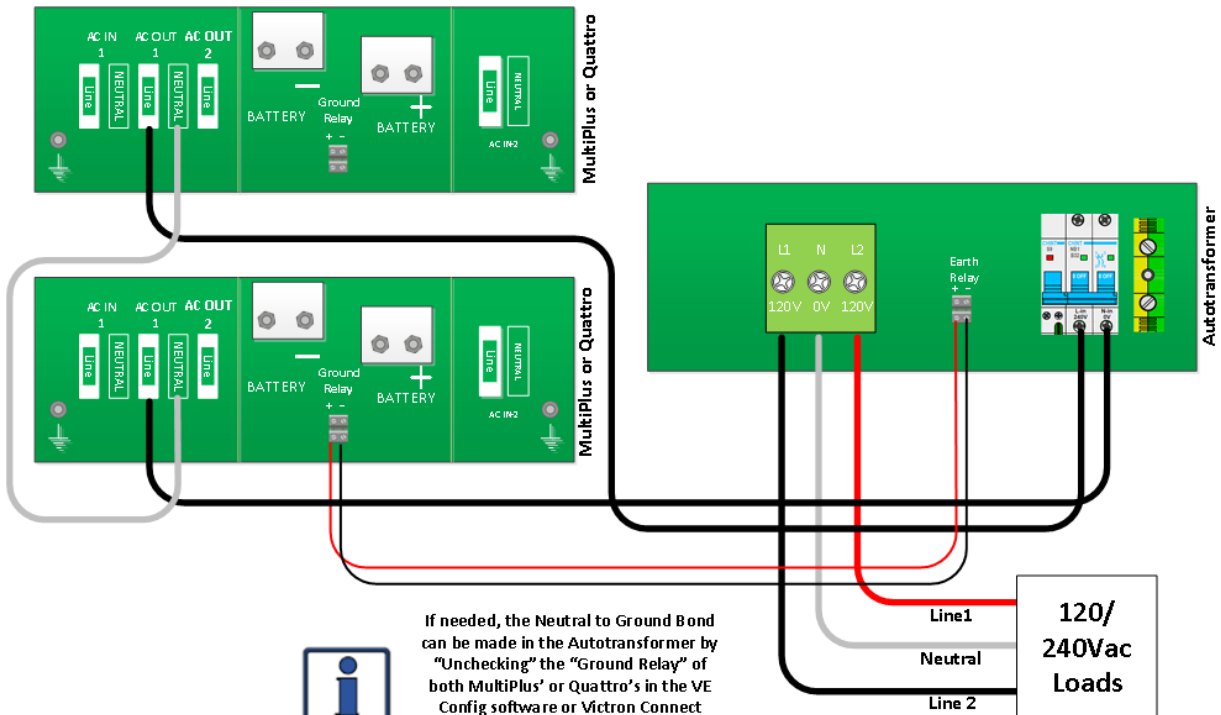 AC IN
1
AC OUT
1
AC OUT
2
Line
NEUTRAL
Line
NEUTRAL
Line
BATTERY
Ground
Relay
+ -
BATTERY
Line
NEUTRAL
AC IN-2
MultiPlus or Quattro
AC IN
1
AC OUT
1
AC OUT
2
Line
NEUTRAL
Line
NEUTRAL
Line
BATTERY
Ground
Relay
+ -
BATTERY
Line
NEUTRAL
AC IN-2
MultiPlus or Quattro
L1 N L2
120V 0V 120V
Earth
Relay
+ -
L-in
240V
N-in
0V
Autotransformer
Line1
Neutral
Line 2
120/
240Vac
Loads
If needed, the Neutral to Ground Bond
can be made in the Autotransformer by
"Unchecking" the "Ground Relay" of
both MultiPlus' or Quattro's in the VE
Config software or Victron Connect